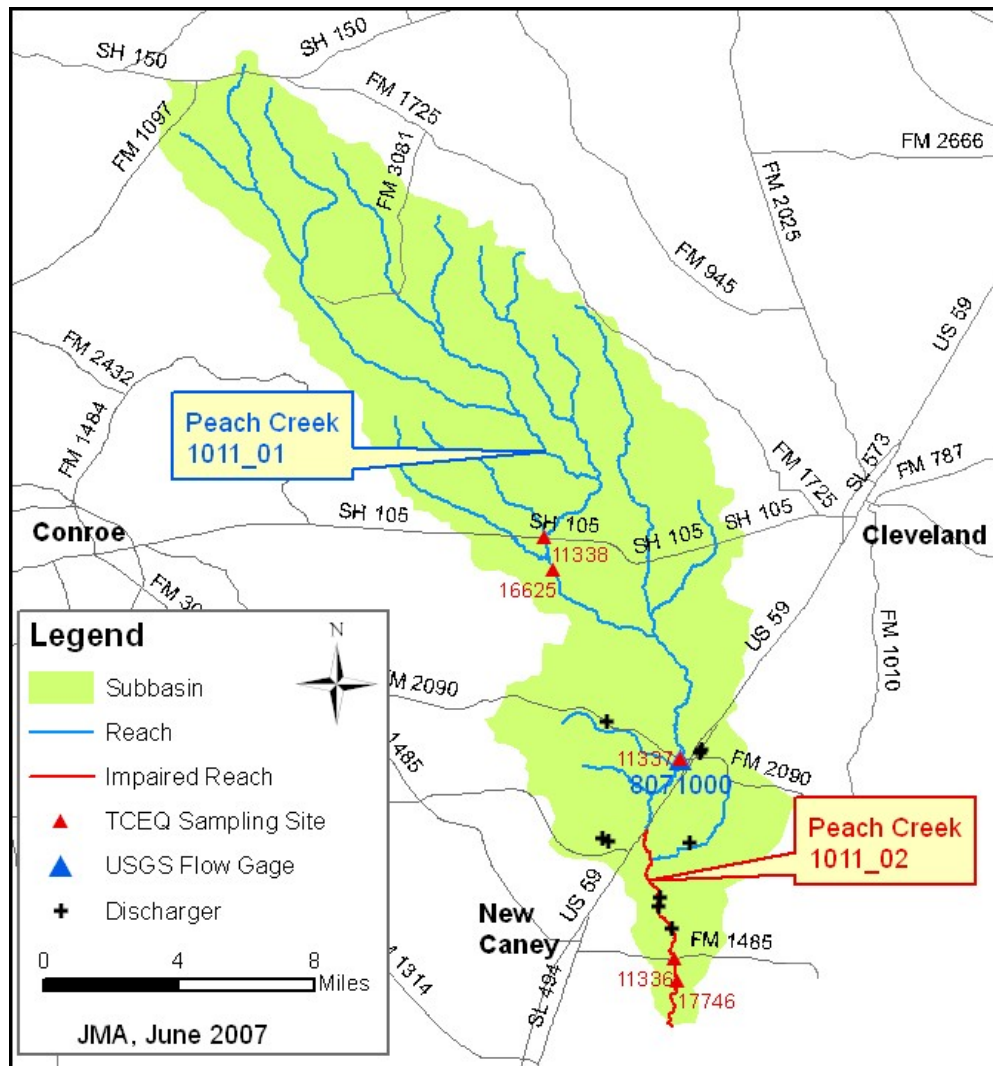 SH 150
SH 150
FM 1725
FM 1097
FM 3081
FM 2666
FM 2025
FM 945
US 59
FM 2432
FM 1484
Peach Creek
1011_01
FM 1725
SL 573
FM 787
SH 105
SH 105
SH 105
Conroe
Cleveland
11338
16625
US 59
FM 1010
Legend
N
Subbasin
Reach
Impaired Reach
TCEQ Sampling Site
USGS Flow Gage
Discharger
0 4 8
Miles
JMA, June 2007
FM 2090
1485
11337
8071000
FM 2090
Peach Creek
1011_02
US 59
New
Caney
FM 1485
11336
17746
1314
SL 494